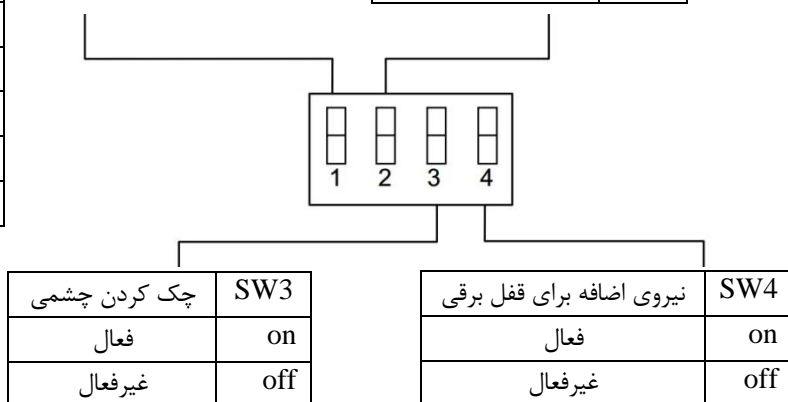 1 2 3 4
SW3 چک کردن چشمی
on فعال
off غیرفعال
SW4 نیروی اضافه برای قفل برقی
on فعال
off غیرفعال